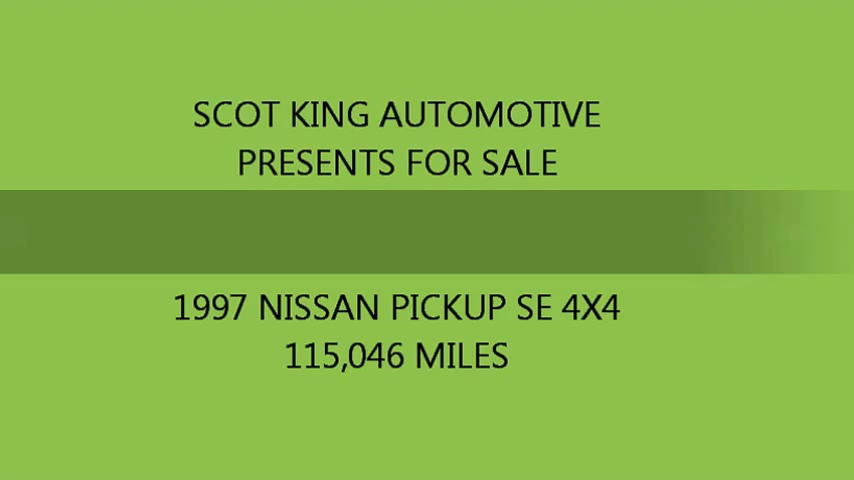 SCOT KING AUTOMOTIVE
PRESENTS FOR SALE
1997 NISSAN PICKUP SE 4X4
115,046 MILES